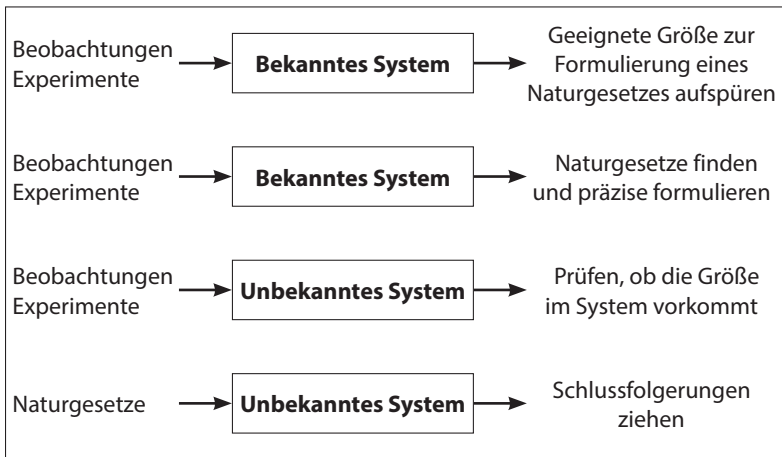 Beobachtungen
Experimente
Bekanntes System
Geeignete Größe zur
Formulierung eines
Naturgesetzes aufspüren
Beobachtungen
Experimente
Bekanntes System
Naturgesetze finden
und präzise formulieren
Beobachtungen
Experimente
Unbekanntes System
Prüfen, ob die Größe
im System vorkommt
Naturgesetze
Unbekanntes System
Schlussfolgerungen
ziehen